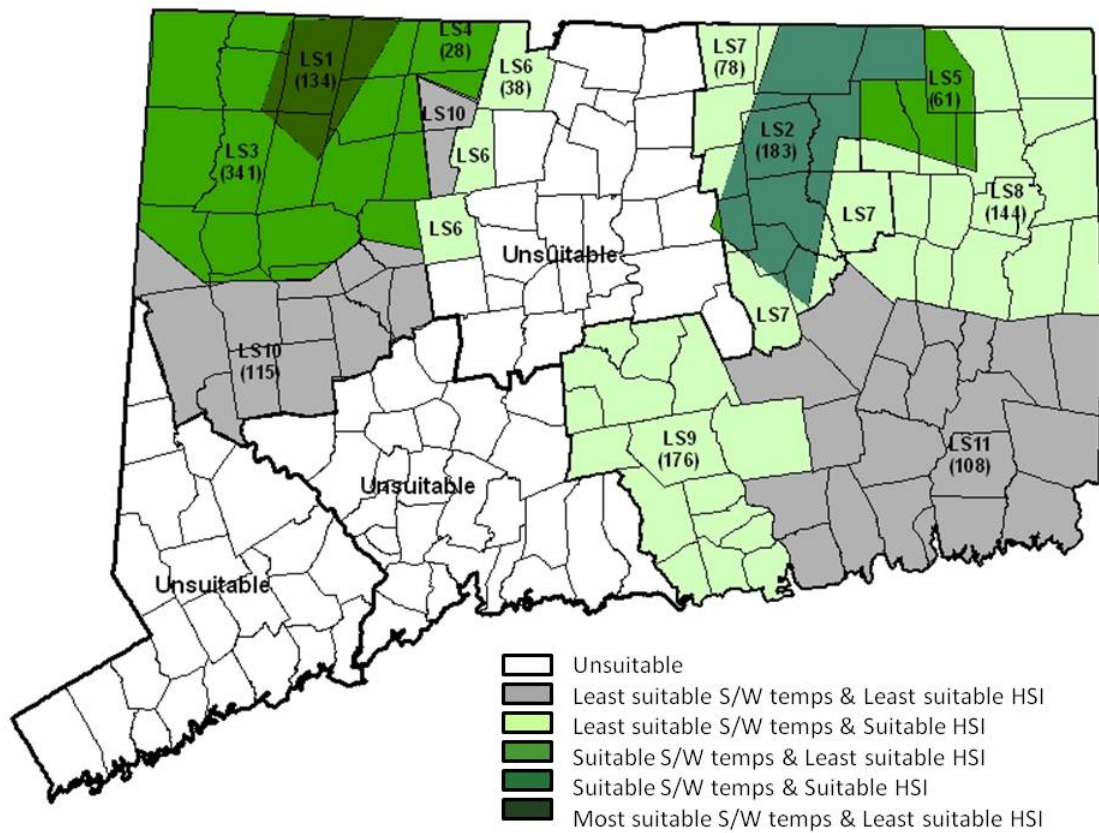 LS1
(134)
LS4
(28)
LS6
(38)
LS10
LS6
LS3
(341)
LS6
Unsuitable
LS7
(78)
LS5
(61)
LS2
(183)
LS7
LS8
(144)
LS7
LS10
(115)
LS9
(176)
LS11
(108)
Unsuitable
Unsuitable
Unsuitable
Least suitable S/W temps & Least suitable HSI
Least suitable S/W temps & Suitable HSI
Suitable S/W temps & Least suitable HSI
Suitable S/W temps & Suitable HSI
Most suitable S/W temps & Least suitable HSI